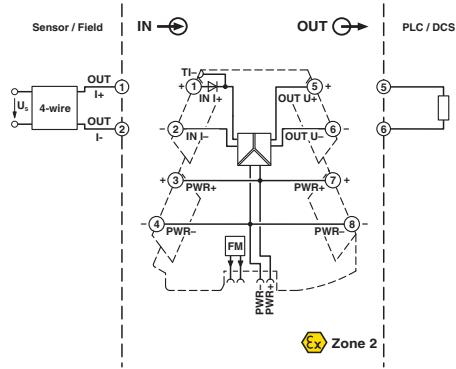 Sensor / Field
IN
OUT
PLC / DCS
TI–
OUT
I+
1
+ 1
5 +
5
IN I+
OUT U+
Us
4-wire
OUT
I-
2
– 2
IN I–
OUT U–
6 –
6
+ 3
PWR+
PWR+
7 +
– 4
PWR–
PWR–
8 –
FM
PWR–
PWR+
Ex Zone 2